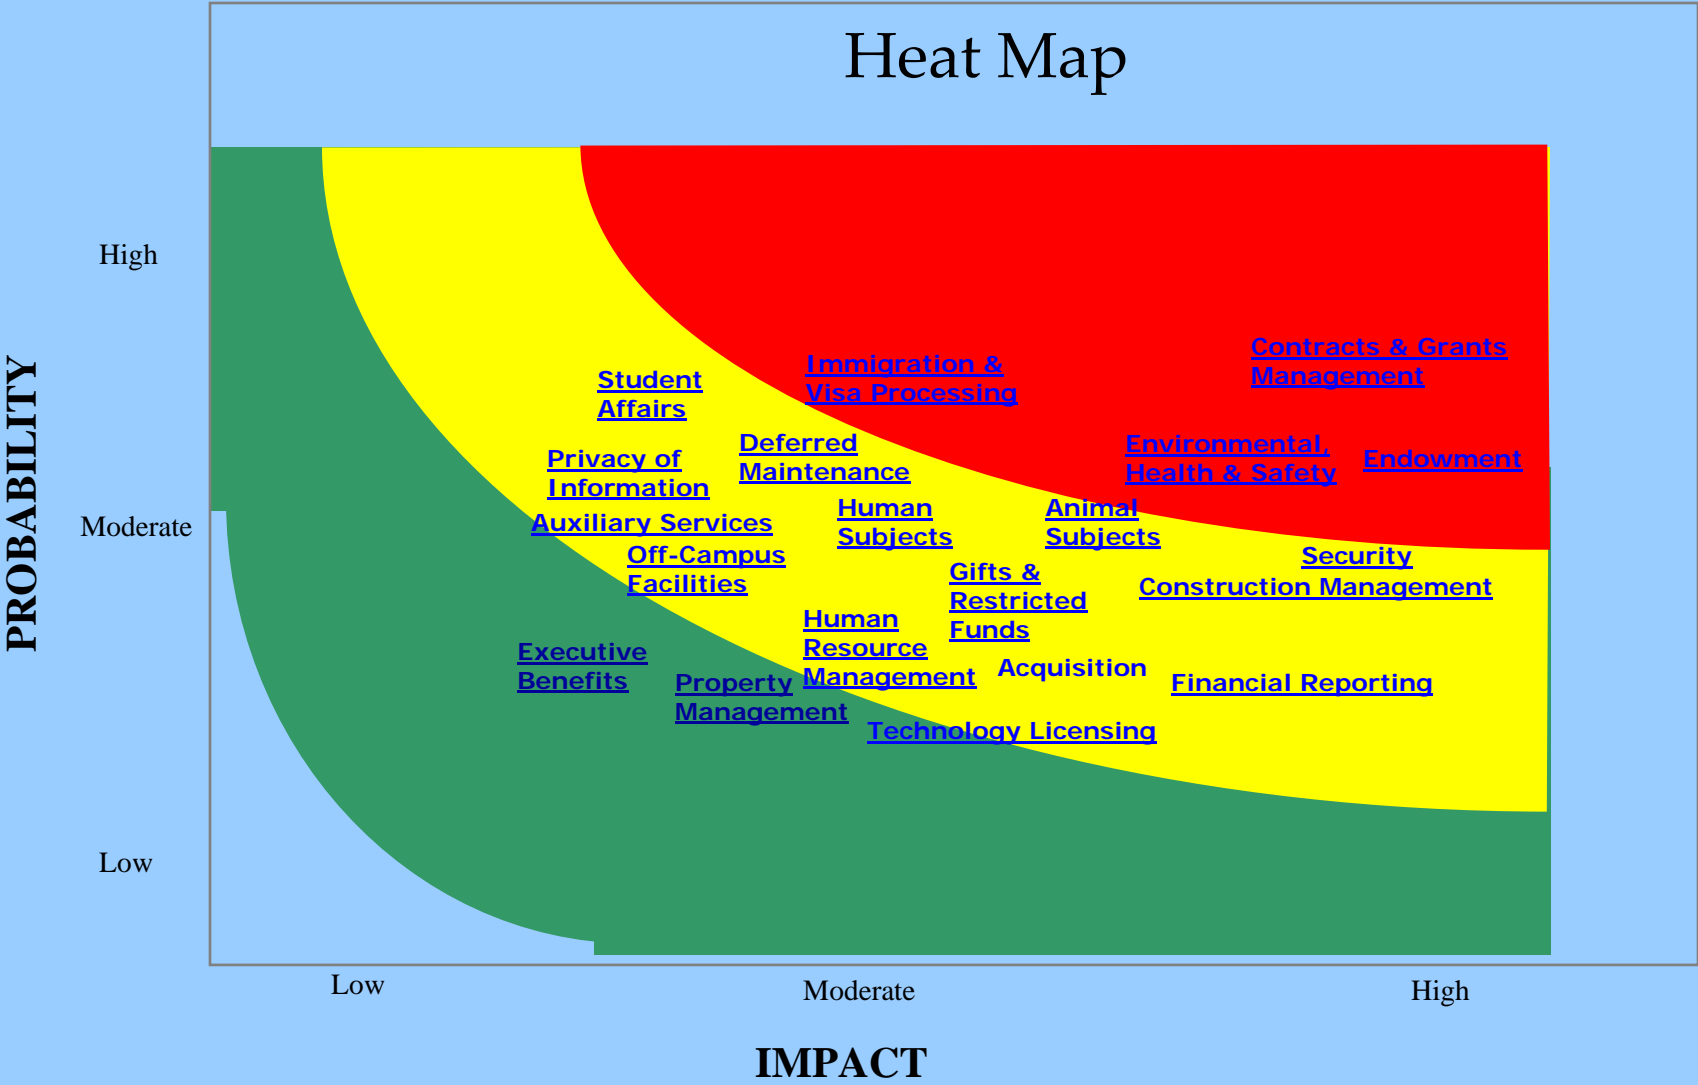 Heat Map
High
Contracts & Grants
Management
Immigration &
Visa Processing
Student
Affairs
Deferred
Maintenance
Environmental,
Health & Safety
Endowment
Privacy of
Information
Human
Subjects
Animal
Subjects
Auxiliary Services
Moderate
Off-Campus
Facilities
Security
Gifts &
Restricted
Funds
Construction Management
Human
Resource
Management
Executive
Benefits
Acquisition
Property
Management
Financial Reporting
Technology Licensing
Low
PROBABILITY
Low
Moderate
High
IMPACT